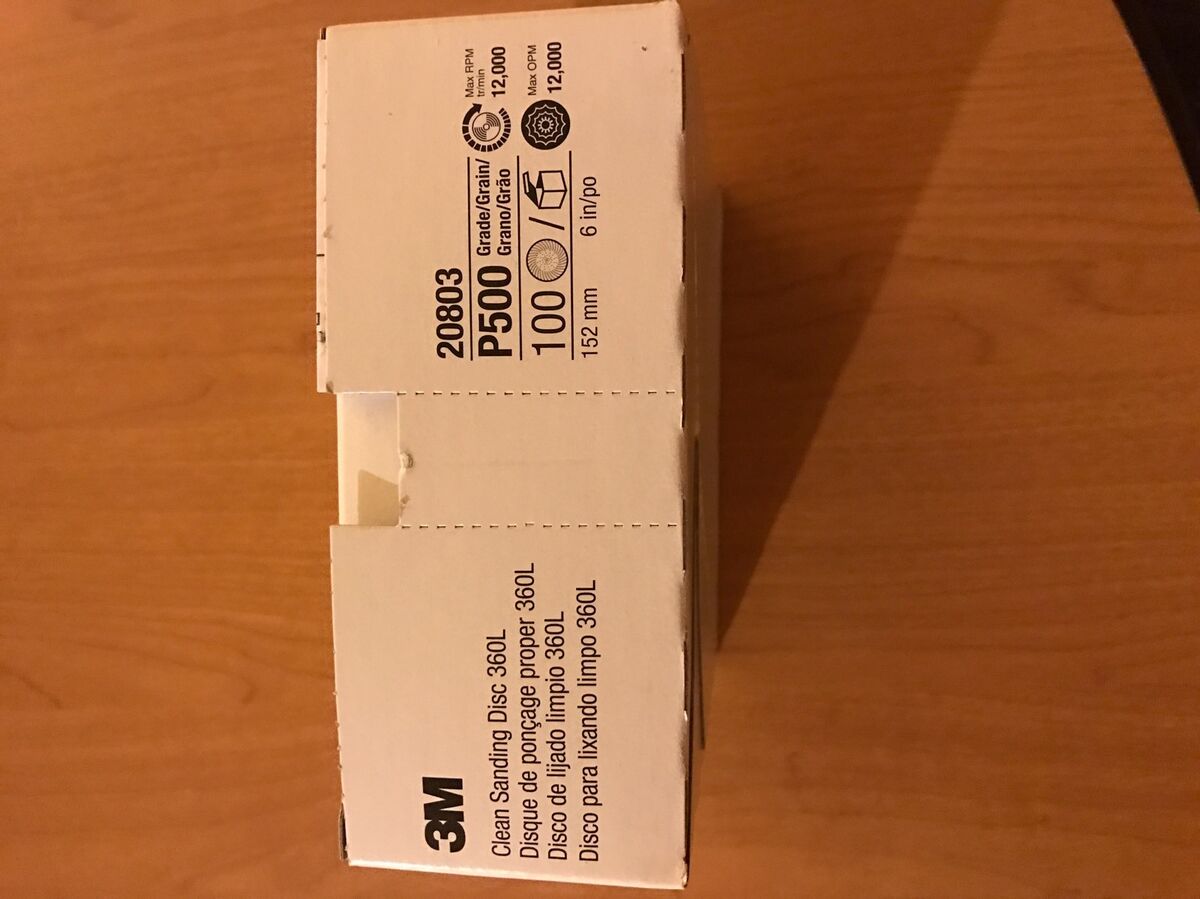 3M
Clean Sanding Disc 360L
Disque de ponçage proper 360L
Disco de lijado limpio 360L
Disco para lixando limpo 360L
20803
P500 Grade/Grain/
Grano/Grão
100 /
152 mm 6 in/po
Max RPM
tr/min
12,000
Max OPM
12,000